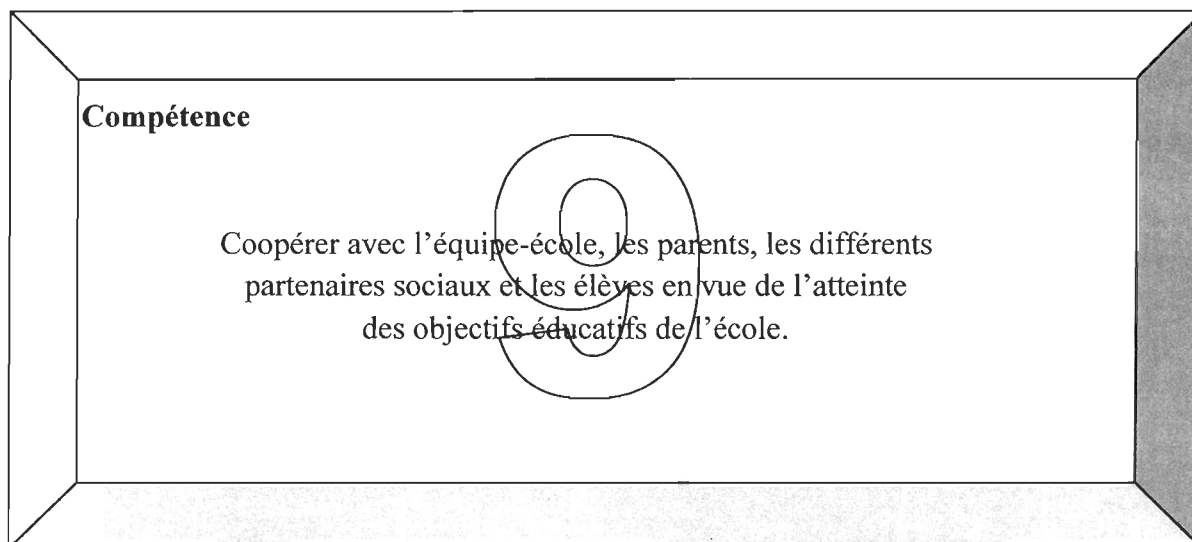 Compétence
9
Coopérer avec l'équipe-école, les parents, les différents
partenaires sociaux et les élèves en vue de l'atteinte
des objectifs éducatifs de l'école.